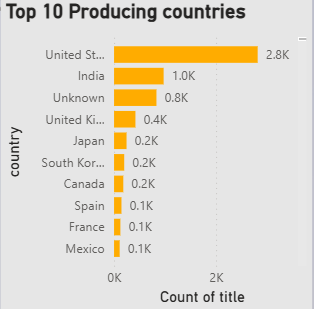 Top 10 Producing countries
United St... 2.8K
India 1.0K
Unknown 0.8K
United Ki... 0.4K
Japan 0.2K
South Kor... 0.2K
Canada 0.2K
Spain 0.1K
France 0.1K
Mexico 0.1K
country
0K 2K
Count of title